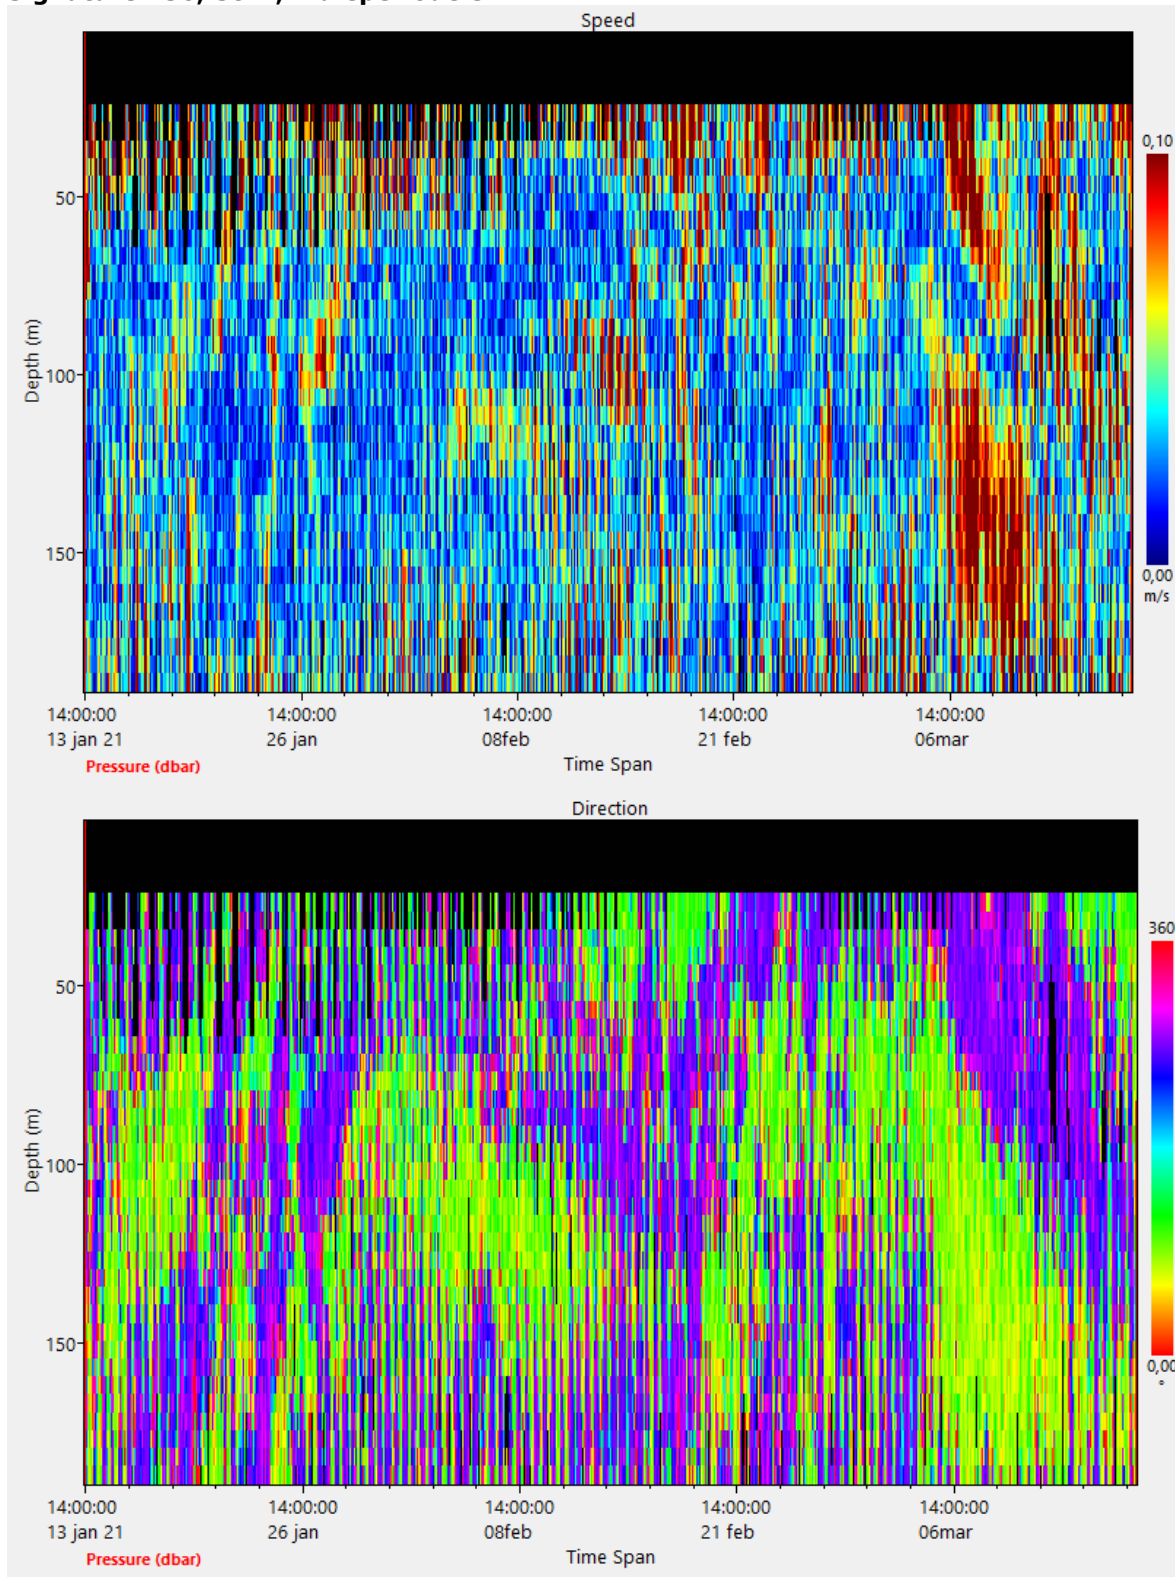 Speed
0,10
50
100
150
Depth (m)
0,00
m/s
14:00:00 14:00:00 14:00:00 14:00:00 14:00:00
13 jan 21 26 jan 08feb 21 feb 06mar
Pressure (dbar) Time Span
Direction
360
50
100
150
Depth (m)
0,00
°
14:00:00 14:00:00 14:00:00 14:00:00 14:00:00
13 jan 21 26 jan 08feb 21 feb 06mar
Pressure (dbar) Time Span